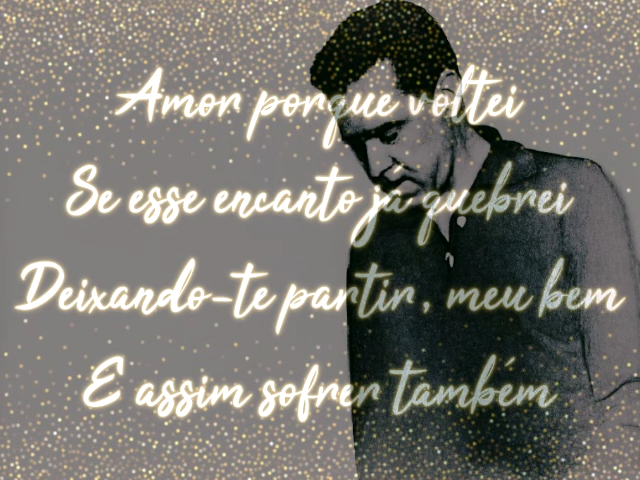 Amor porque voltei
Se esse encanto já quebrei
Deixando-te partir, meu bem
E assim sofrer também